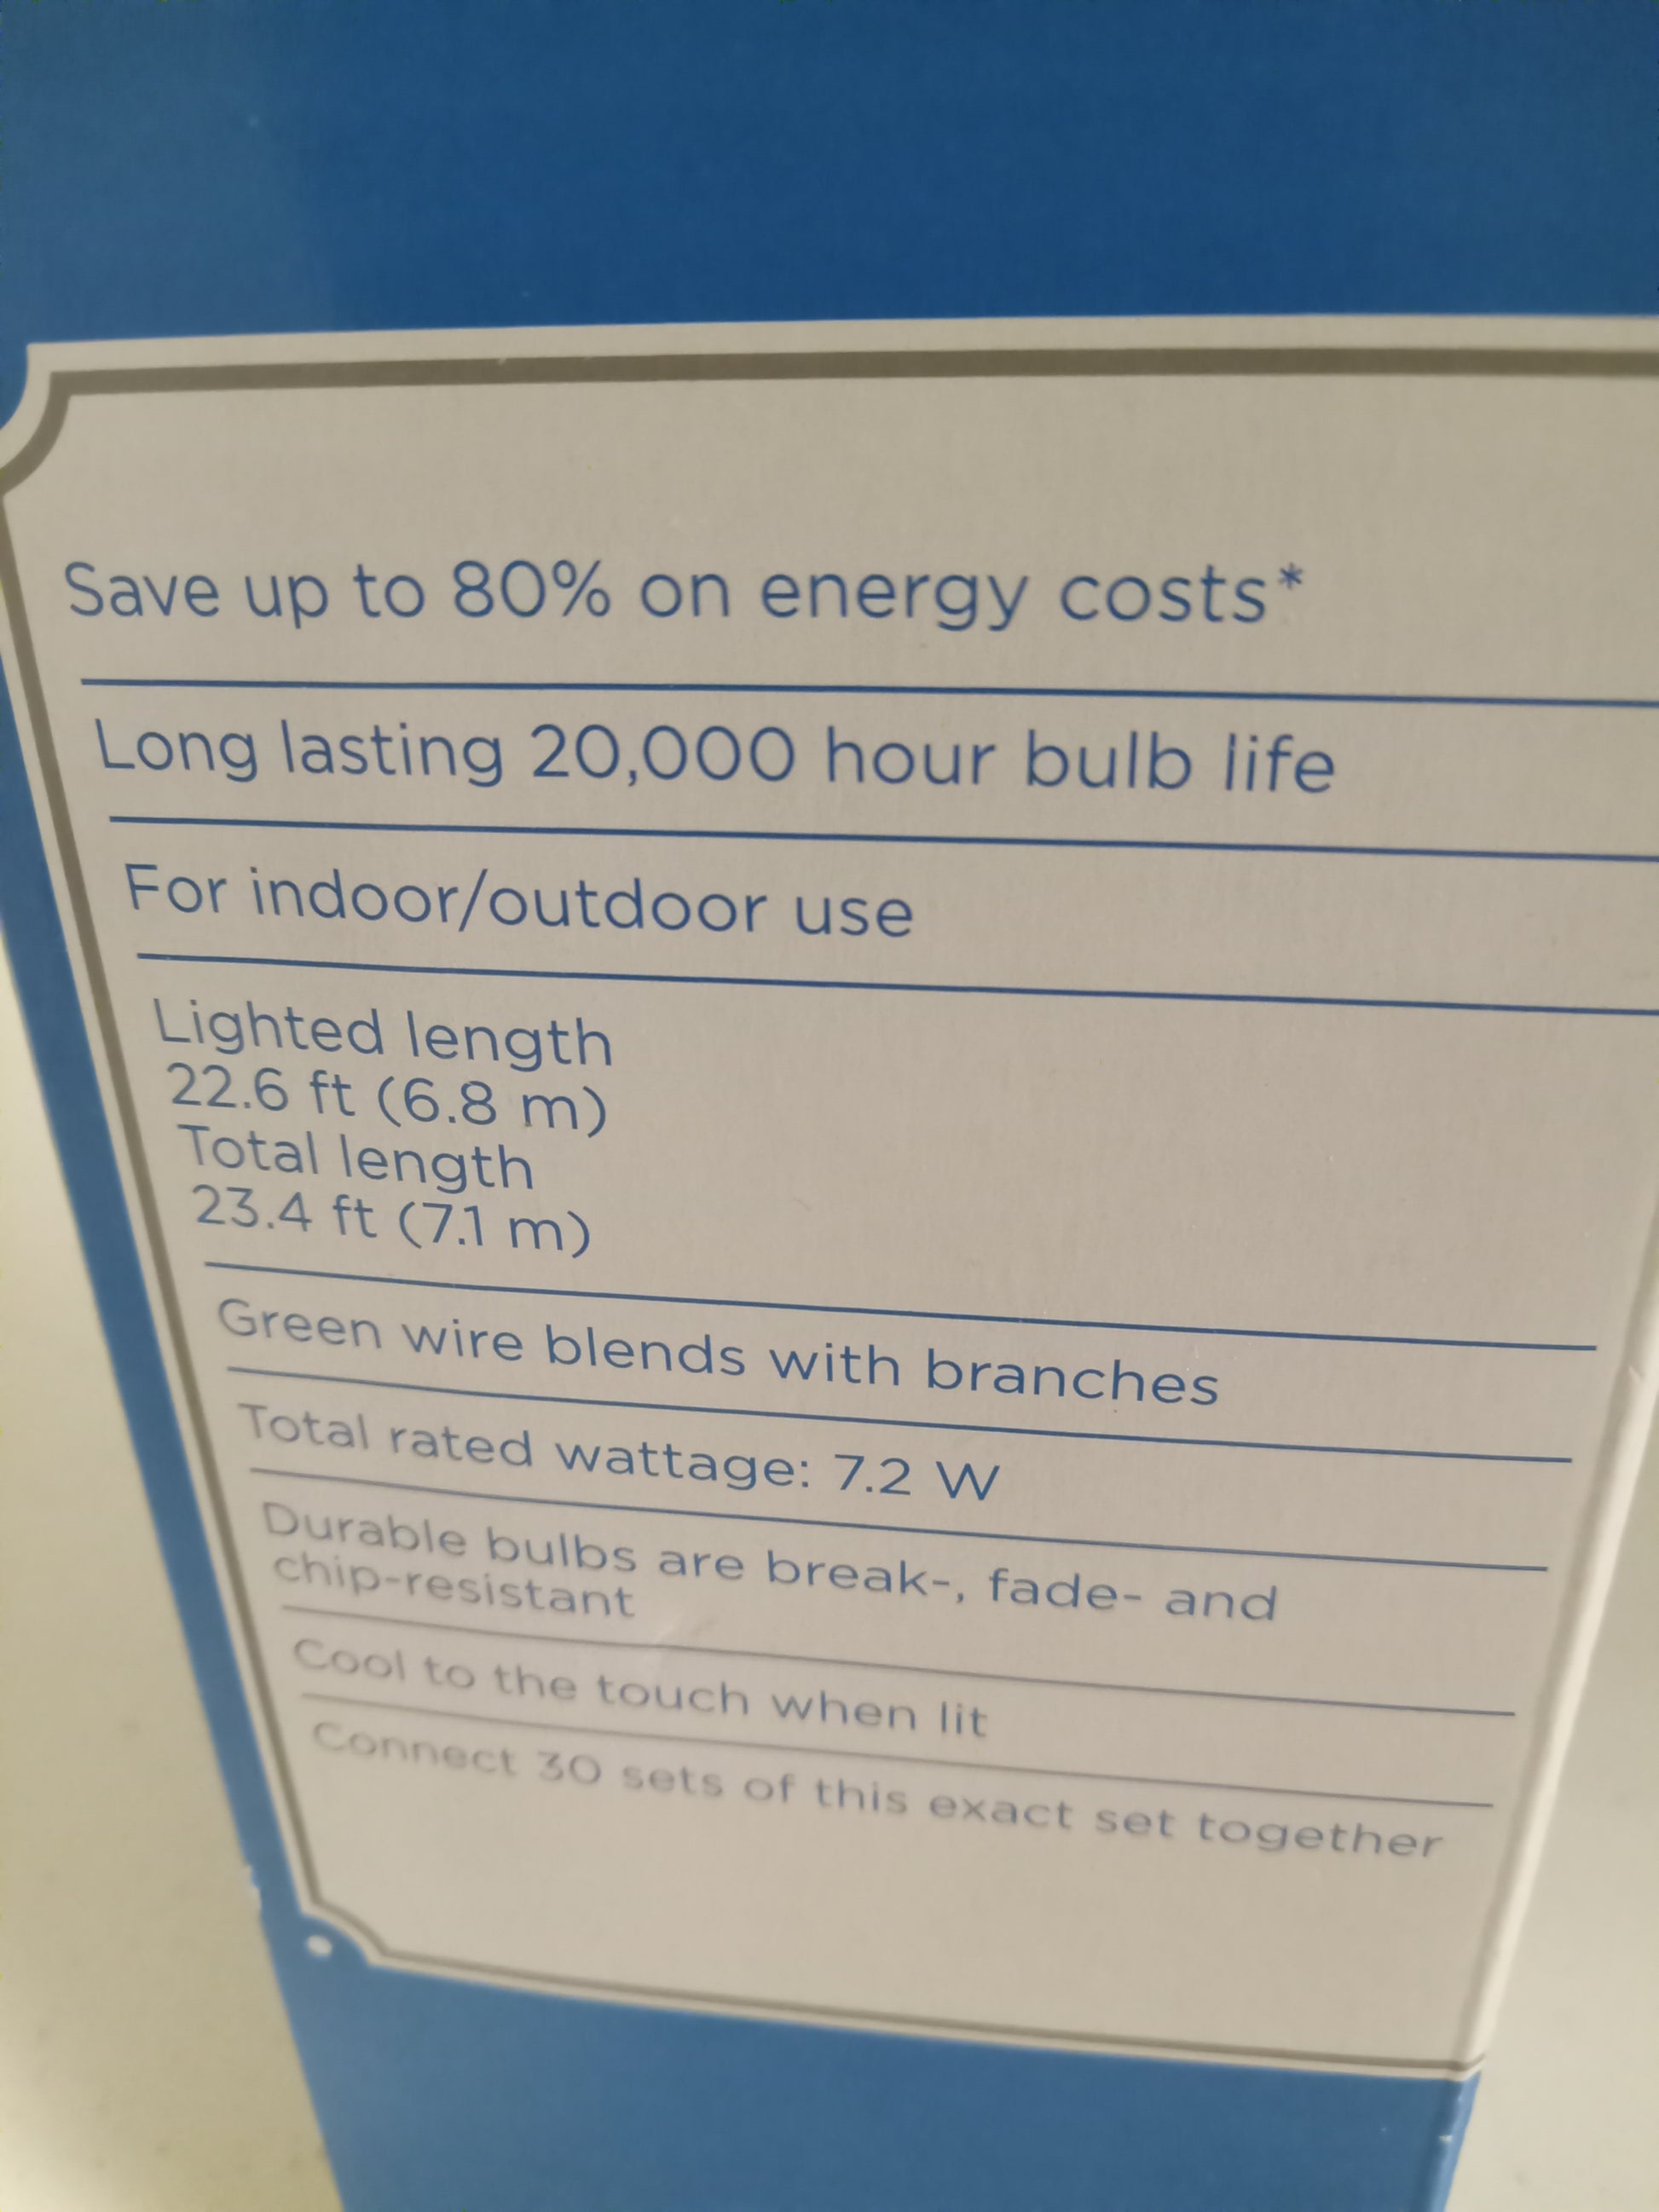 Save up to 80% on energy costs*
Long lasting 20,000 hour bulb life
For indoor/outdoor use
Lighted length
22.6 ft (6.8 m)
Total length
23.4 ft (7.1 m)
Green wire blends with branches
Total rated wattage: 7.2 W
Durable bulbs are break-, fade- and
chip-resistant
Cool to the touch when lit
Connect 30 sets of this exact set together